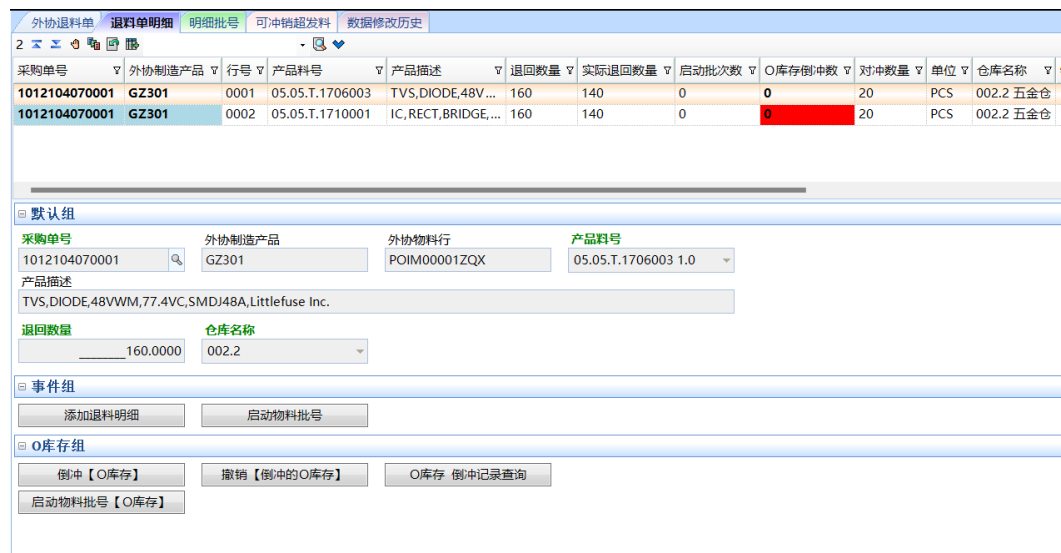 外协退料单 退料单明细 明细批号 可冲销超发料 数据修改历史
2
采购单号 外协制造产品 行号 产品料号 产品描述 退回数量 实际退回数量 启动批次数 O库存倒冲数 对冲数量 单位 仓库名称
1012104070001 GZ301 0001 05.05.T.1706003 TVS,DIODE,48V... 160 140 0 0 20 PCS 002.2 五金仓
1012104070001 GZ301 0002 05.05.T.1710001 IC,RECT,BRIDGE,... 160 140 0 0 20 PCS 002.2 五金仓
默认组
采购单号 外协制造产品 外协物料行 产品料号
1012104070001 GZ301 POIM00001ZQX 05.05.T.1706003 1.0
产品描述
TVS,DIODE,48VWM,77.4VC,SMDJ48A,Littlefuse Inc.
退回数量 仓库名称
_______160.0000 002.2
事件组
添加退料明细 启动物料批号
O库存组
倒冲【O库存】 撤销【倒冲的O库存】 O库存 倒冲记录查询
启动物料批号【O库存】